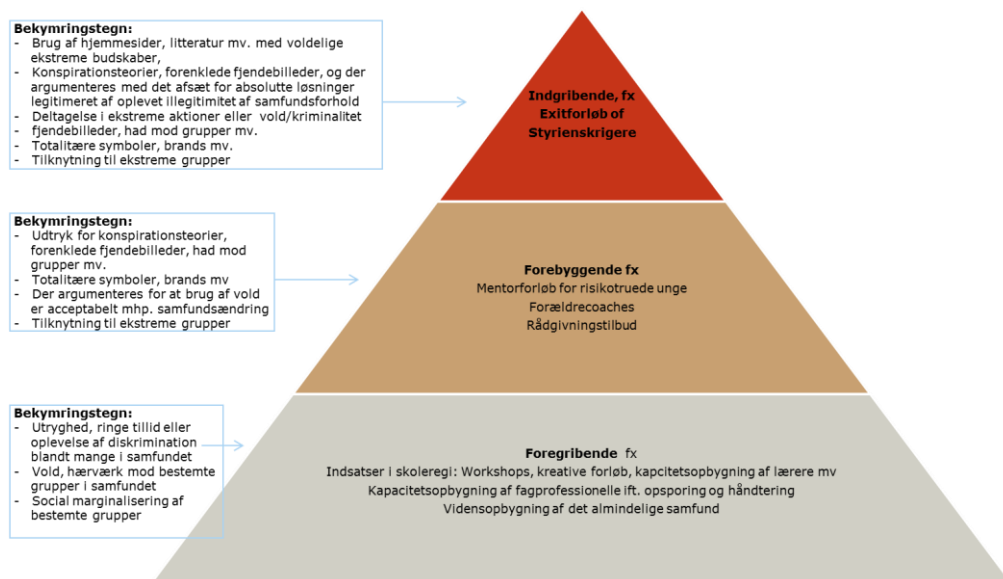 Bekymringstegn:
- Brug af hjemmesider, litteratur mv. med voldelige
ekstreme budskaber,
- Konspirationsteorier, forenklede fjendebilleder, og der
argumenteres med det afsæt for absolutte løsninger
legitimeret af oplevet illegitimitet af samfundsforhold
- Deltagelse i ekstreme aktioner eller vold/kriminalitet
- fjendebilleder, had mod grupper mv.
- Totalitære symboler, brands mv.
- Tilknytning til ekstreme grupper
Indgribende, fx
Exitforløb of
Styrienskrigere
Bekymringstegn:
- Udtryk for konspirationsteorier,
forenklede fjendebilleder, had mod
grupper mv.
- Totalitære symboler, brands mv
- Der argumenteres for at brug af vold
er acceptabelt mhp. samfundsændring
- Tilknytning til ekstreme grupper
Forebyggende fx
Mentorforløb for risikotruede unge
Forældrecoaches
Rådgivningstilbud
Bekymringstegn:
- Utryghed, ringe tillid eller
oplevelse af diskrimination
blandt mange i samfundet
- Vold, hærværk mod bestemte
grupper i samfundet
- Social marginalisering af
bestemte grupper
Foregribende fx
Indsatser i skoleregi: Workshops, kreative forløb, kapcitetsopbygning af lærere mv
Kapacitetsopbygning af fagprofessionelle ift. opsporing og håndtering
Vidensopbygning af det almindelige samfund